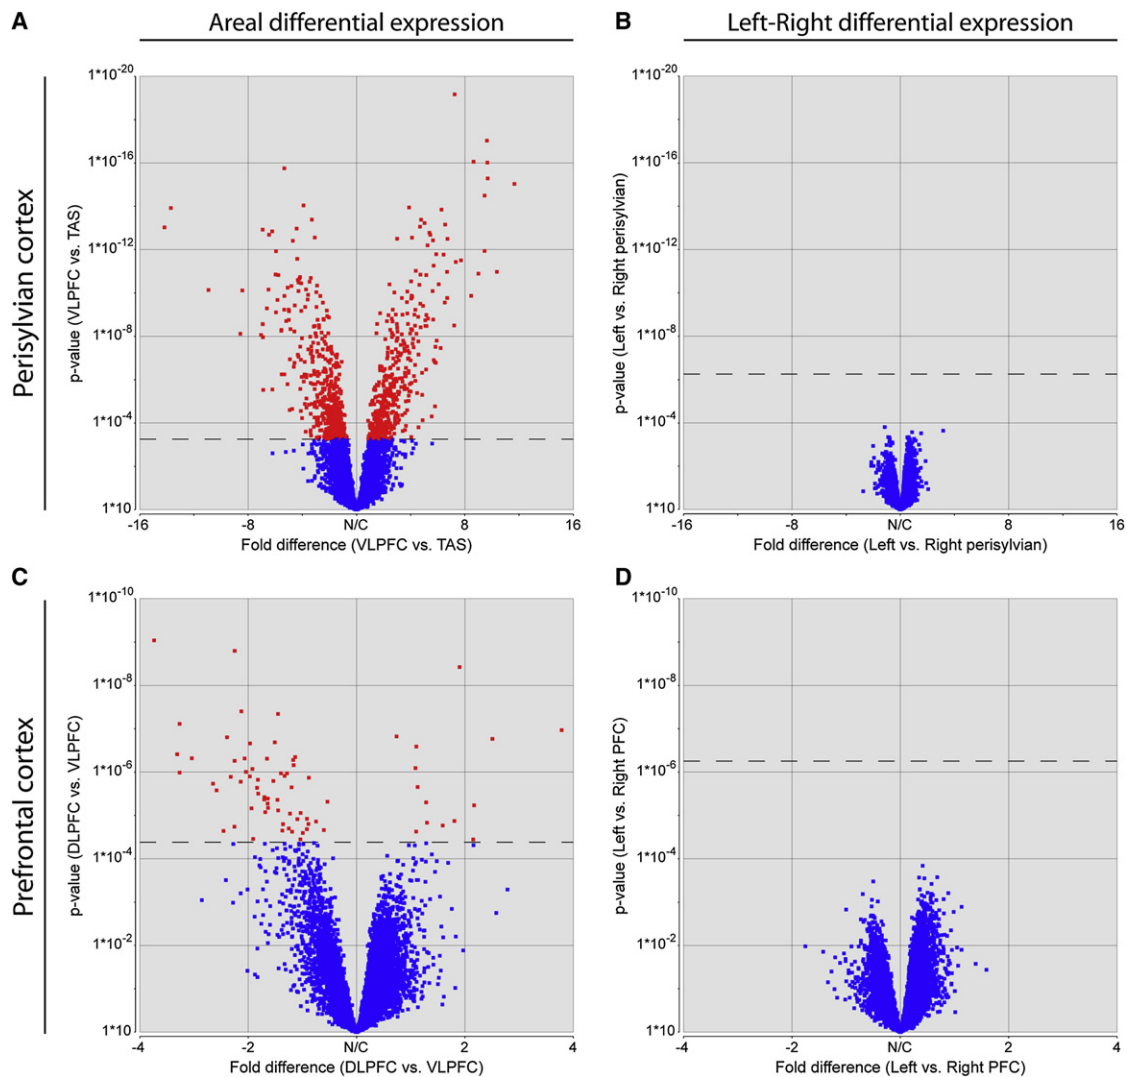 A Areal differential expression
B Left-Right differential expression
Perisylvian cortex
p-value (VLPFC vs. TAS)
1*10-20
1*10-16
1*10-12
1*10-8
1*10-4
1*10
-16 -8 N/C 8 16
Fold difference (VLPFC vs. TAS)
p-value (Left vs. Right perisylvian)
1*10-20
1*10-16
1*10-12
1*10-8
1*10-4
1*10
-16 -8 N/C 8 16
Fold difference (Left vs. Right perisylvian)
C
Prefrontal cortex
p-value (DLPFC vs. VLPFC)
1*10-10
1*10-8
1*10-6
1*10-4
1*10-2
1*10
-4 -2 N/C 2 4
Fold difference (DLPFC vs. VLPFC)
D
p-value (Left vs. Right PFC)
1*10-10
1*10-8
1*10-6
1*10-4
1*10-2
1*10
-4 -2 N/C 2 4
Fold difference (Left vs. Right PFC)